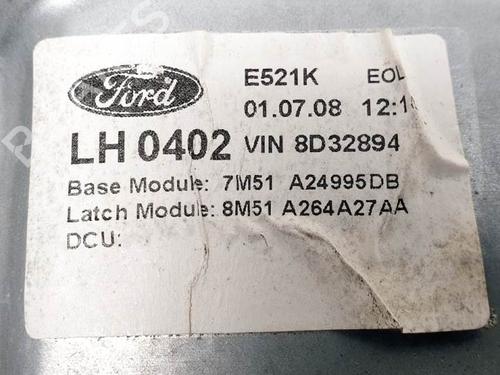 Ford
E521K EOL
01.07.08
LH 0402 VIN 8D32894
Base Module: 7M51 A24995DB
Latch Module: 8M51 A264A27AA
DCU: